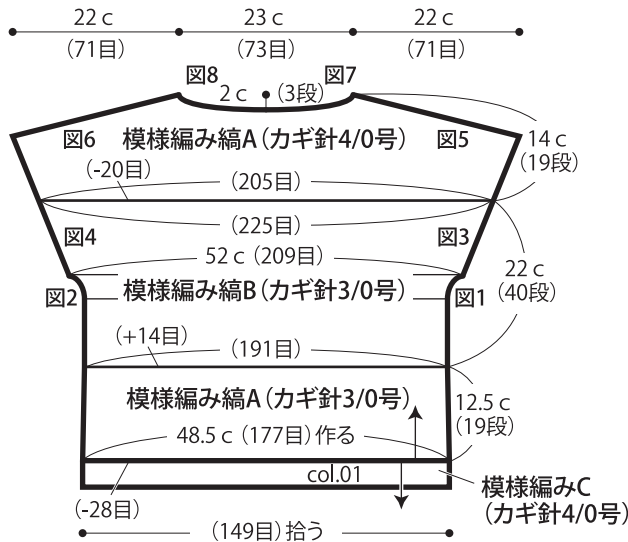 22 c 23 c 22 c
(71目) (73目) (71目)
図8 図7
2 c (3段)
図6 模様編み縞A(カギ針4/0号) 図5
14 c
(19段)
(-20目)
(205目)
(225目)
図4 図3
52 c (209目)
22 c
(40段)
図2 模様編み縞B(カギ針3/0号) 図1
(+14目)
(191目)
模様編み縞A(カギ針3/0号)
12.5 c
(19段)
48.5 c (177目)作る
col.01
模様編みC
(カギ針4/0号)
(-28目)
(149目)拾う